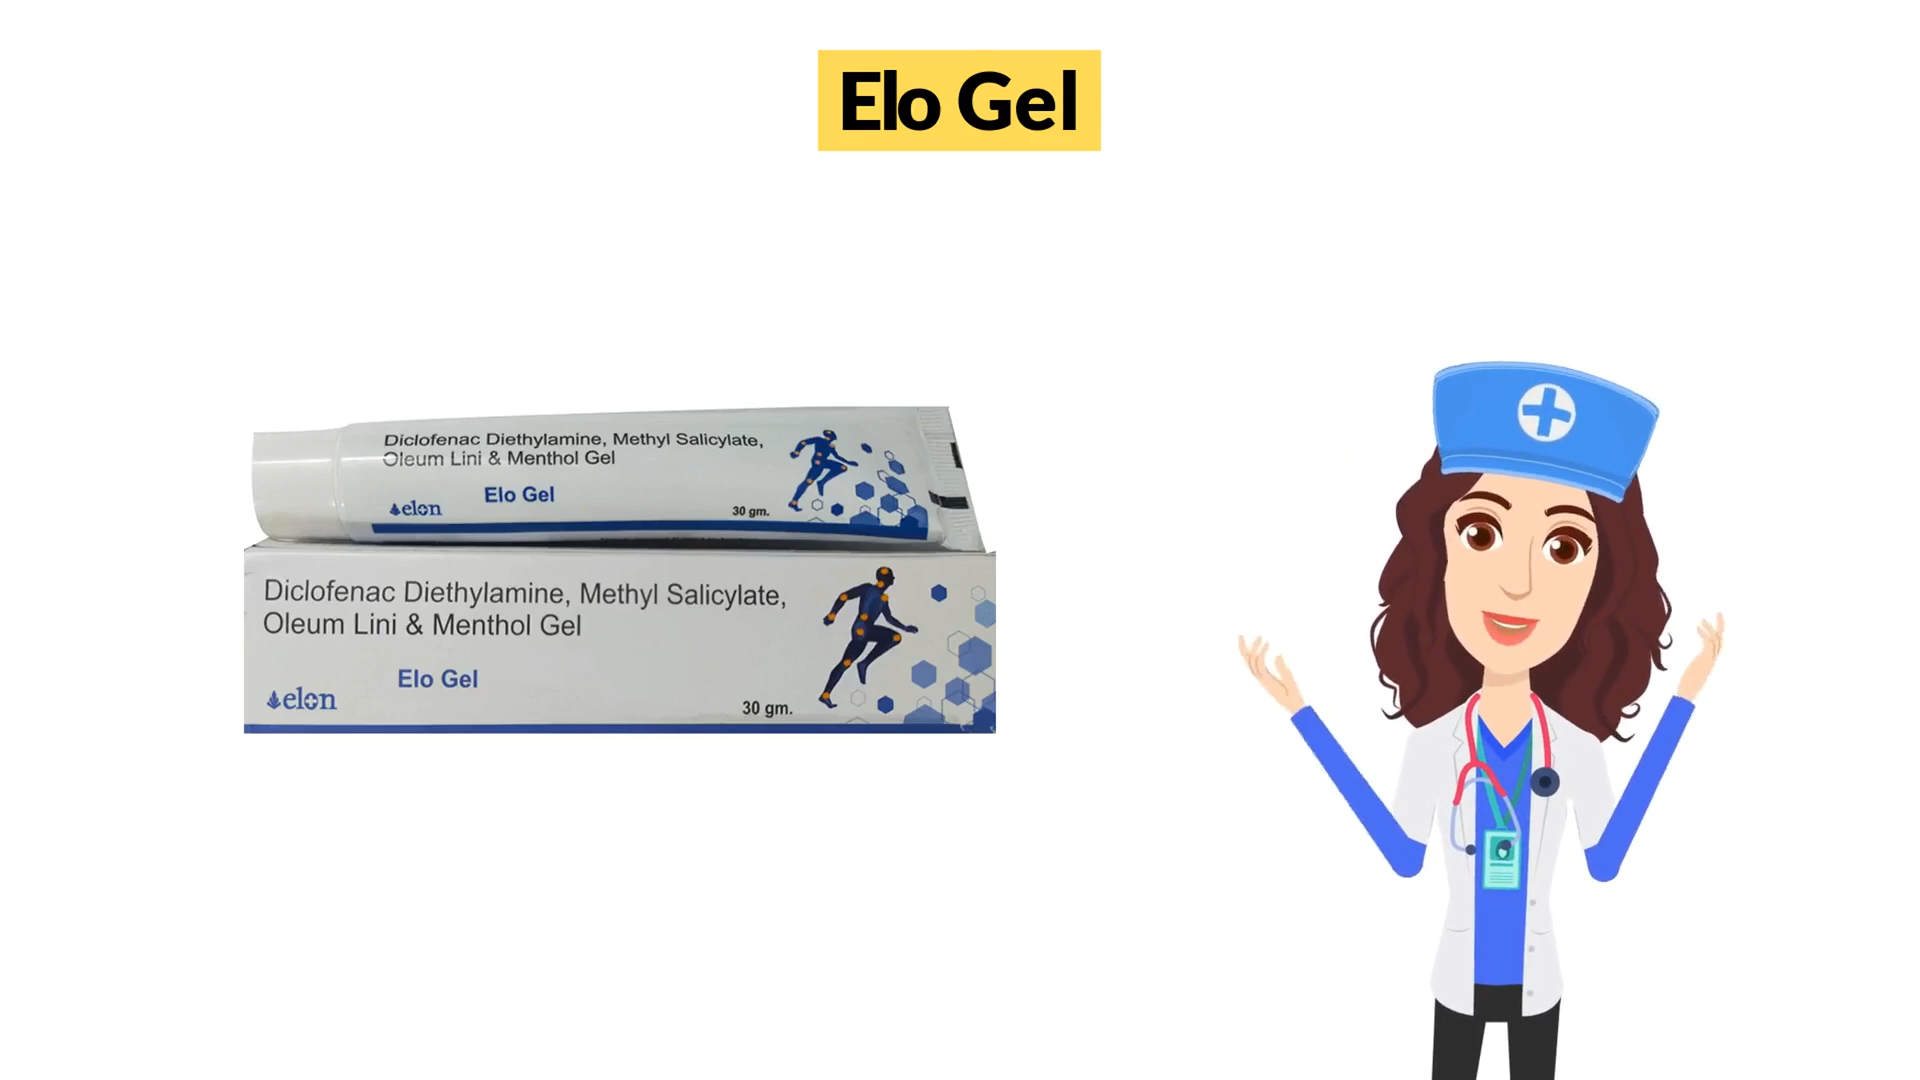 Elo Gel
Diclofenac Diethylamine, Methyl Salicylate,
Oleum Lini & Menthol Gel
Elo Gel
elon
30 gm.
Diclofenac Diethylamine, Methyl Salicylate,
Oleum Lini & Menthol Gel
Elo Gel
elon
30 gm.